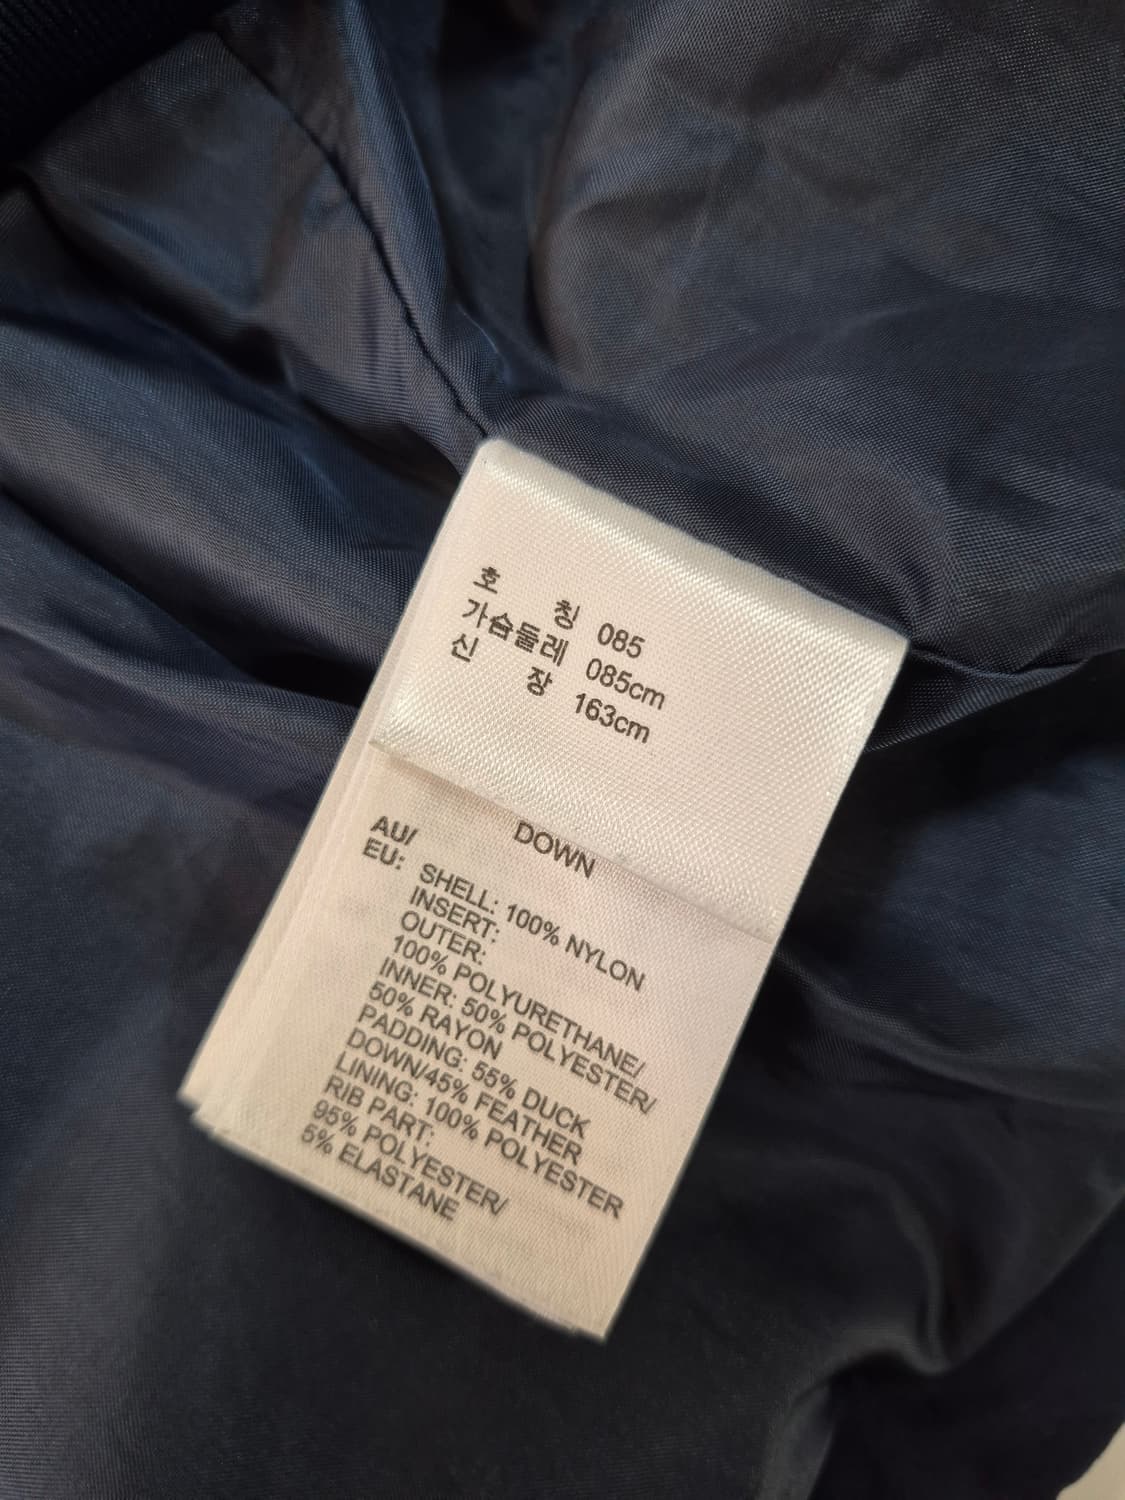 호 칭 085
가슴둘레 085cm
신 장 163cm
DOWN
AU/
EU: SHELL: 100% NYLON
INSERT:
OUTER:
100% POLYURETHANE/
INNER: 50% POLYESTER/
50% RAYON
PADDING: 55% DUCK
DOWN/45% FEATHER
LINING: 100% POLYESTER
RIB PART:
95% POLYESTER/
5% ELASTANE